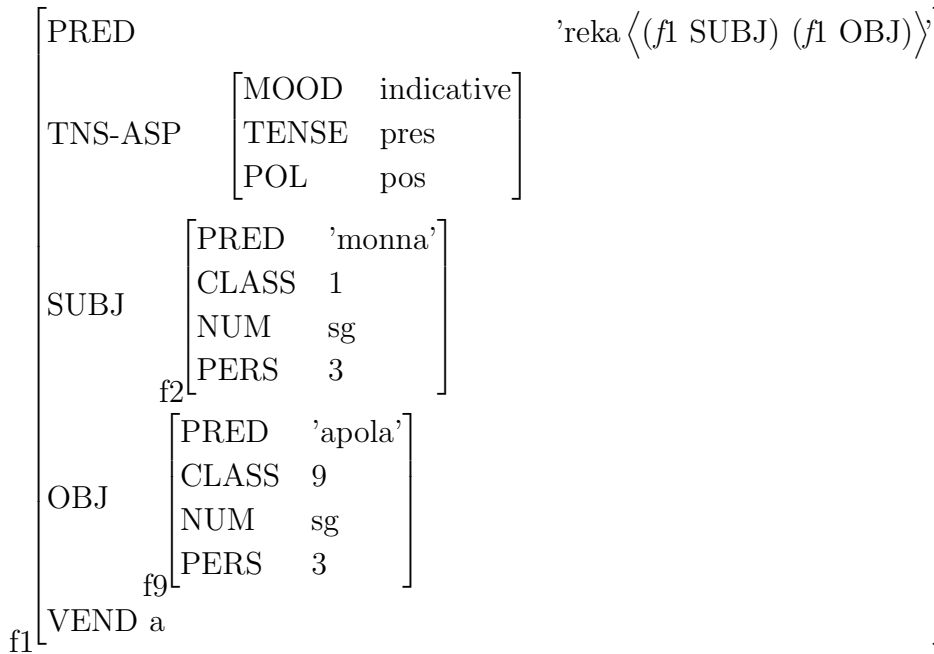 PRED ’reka⟨(f1 SUBJ) (f1 OBJ)⟩’
MOOD indicative
TNS-ASP TENSE pres
POL pos
PRED ’monna’
CLASS 1
SUBJ
NUM sg
PERS 3
f2
PRED ’apola’
CLASS 9
OBJ
NUM sg
PERS 3
f9
VEND a
f1